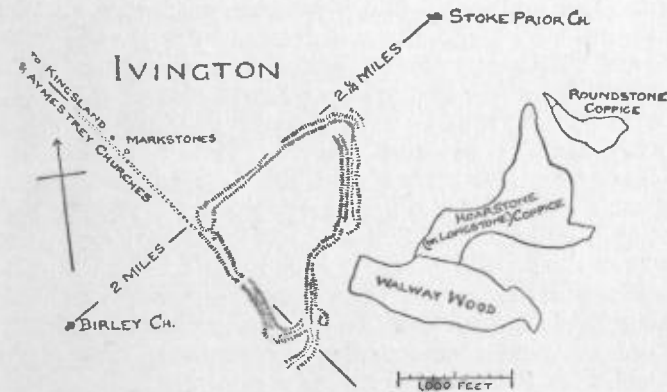 STOKE PRIOR CH.
IVINGTON
2¼ MILES
TO KINGSLAND
& AYMESTREY CHURCHES
MARKSTONES
ROUNDSTONE
COPPICE
HOARSTONE
(OR LONGSTONE) COPPICE
WALWAY WOOD
2 MILES
BIRLEY CH.
1,000 FEET